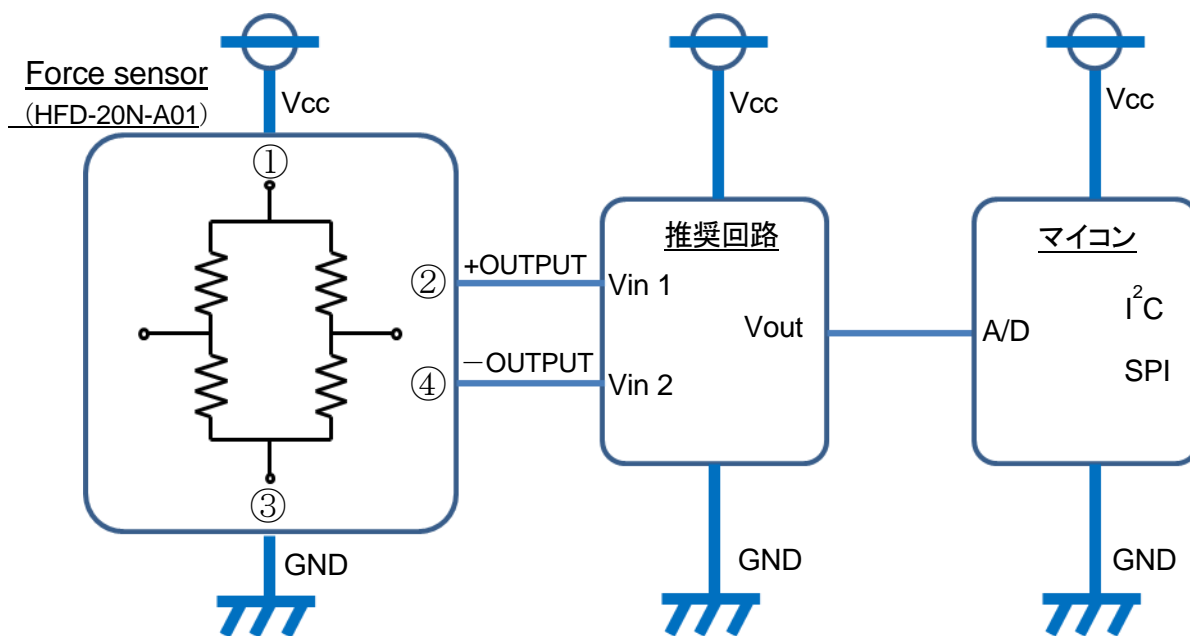 Force sensor
（HFD-20N-A01）
Vcc
①
②
+OUTPUT
④
－OUTPUT
③
GND
Vcc
推奨回路
Vin 1
Vin 2
Vout
GND
Vcc
マイコン
A/D
I²C
SPI
GND